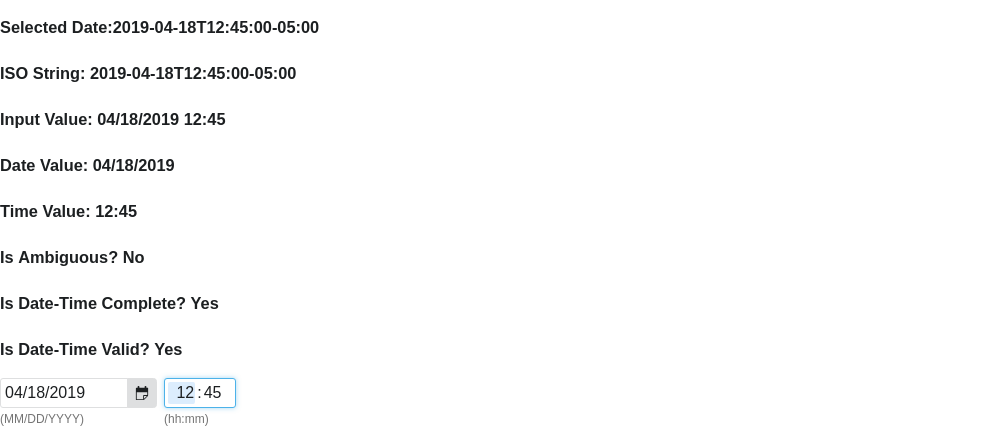 Selected Date:2019-04-18T12:45:00-05:00
ISO String: 2019-04-18T12:45:00-05:00
Input Value: 04/18/2019 12:45
Date Value: 04/18/2019
Time Value: 12:45
Is Ambiguous? No
Is Date-Time Complete? Yes
Is Date-Time Valid? Yes
04/18/2019 12:45
(MM/DD/YYYY) (hh:mm)